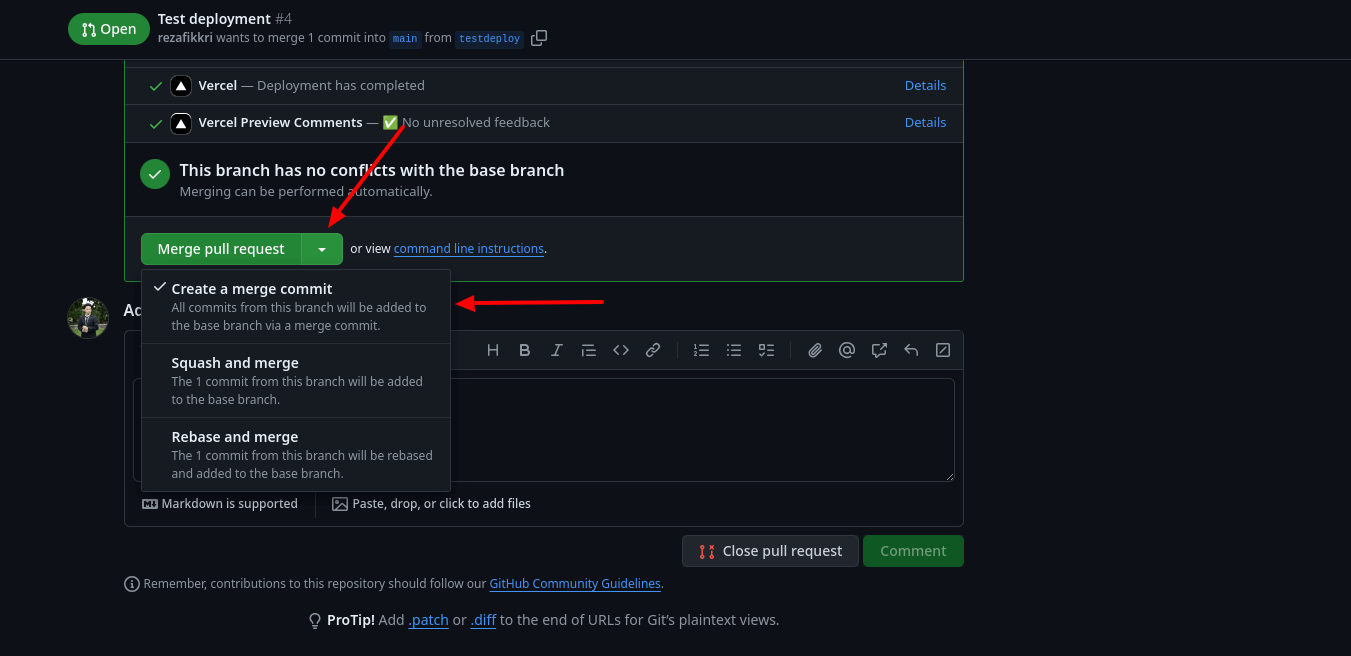 Open
Test deployment #4
rezafikkri wants to merge 1 commit into main from testdeploy
Vercel — Deployment has completed Details
Vercel Preview Comments — ✅ No unresolved feedback Details
This branch has no conflicts with the base branch
Merging can be performed automatically.
Merge pull request or view command line instructions.
Create a merge commit
All commits from this branch will be added to
the base branch via a merge commit.
Squash and merge
The 1 commit from this branch will be added
to the base branch.
Rebase and merge
The 1 commit from this branch will be rebased
and added to the base branch.
Markdown is supported
Paste, drop, or click to add files
Close pull request
Comment
Remember, contributions to this repository should follow our GitHub Community Guidelines.
ProTip! Add .patch or .diff to the end of URLs for Git's plaintext views.